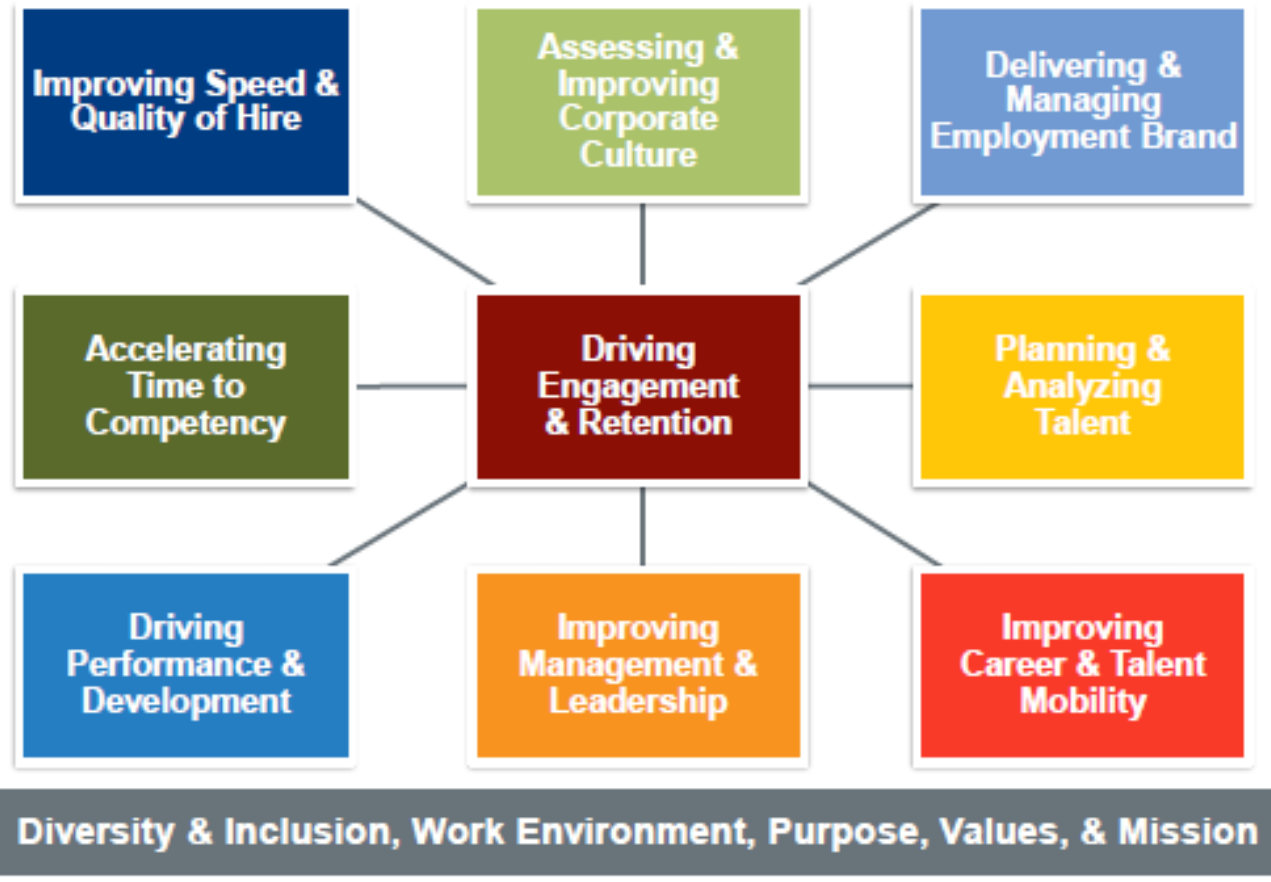 Improving Speed &
Quality of Hire
Assessing &
Improving
Corporate
Culture
Delivering &
Managing
Employment Brand
Accelerating
Time to
Competency
Driving
Engagement
& Retention
Planning &
Analyzing
Talent
Driving
Performance &
Development
Improving
Management &
Leadership
Improving
Career & Talent
Mobility
Diversity & Inclusion, Work Environment, Purpose, Values, & Mission